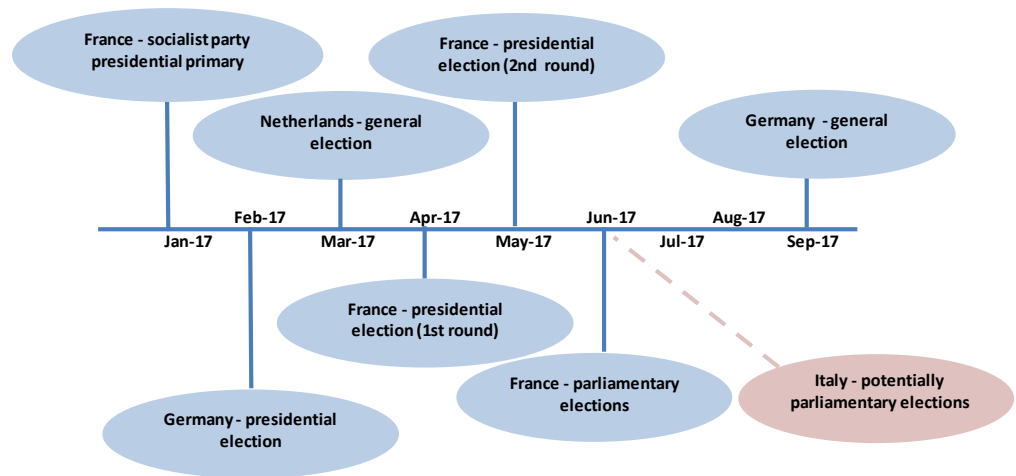 France - socialist party
presidential primary
France - presidential
election (2nd round)
Netherlands - general
election
Germany - general
election
Feb-17
Apr-17
Jun-17
Aug-17
Jan-17
Mar-17
May-17
Jul-17
Sep-17
France - presidential
election (1st round)
France - parliamentary
elections
Italy - potentially
parliamentary elections
Germany - presidential
election